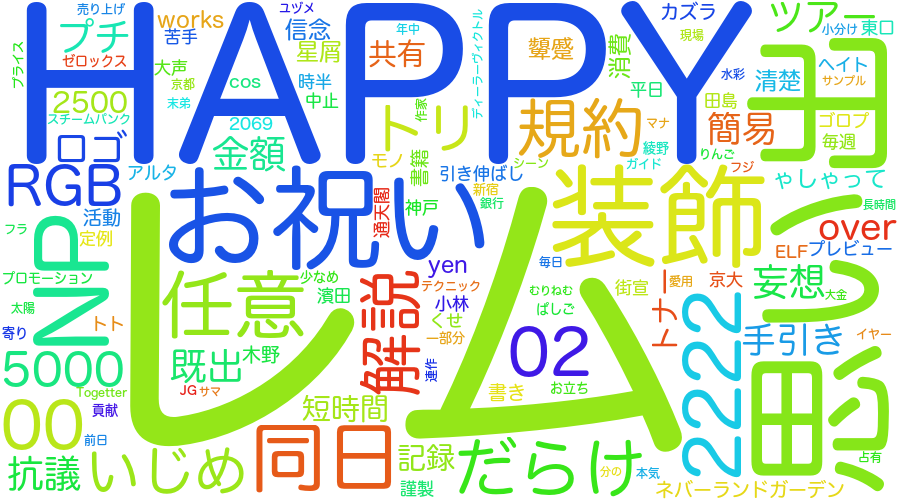 売り上げ
ユヅメ
年中
カズラ
ツアー
小分け
東口
HAPPY
プライス
プチ
works
苦手
信念
星屑
共有
顰蹙
消費
現場
ゼロックス
大声
京都
cos
時半
中止
ディーラーヴィクトル
水彩
ヘイト
サンプル
清楚
平日
2500
スチームパンク
末弟
2069
作家
トリ
規約
マナ
田島
簡易
ゴロプ
毎週
ロゴ
金額
モノ
書籍
綾野
ガイド
りんご
RGB
アルタ
引き伸ばし
シーン
フジ
お祝い
装飾
やしゃって
新宿
銀行
神戸
通天閣
長時間
活動
定例
フラ
NP
over
ELF
プレビュー
yen
プロモーション
少なめ
テクニック
毎日
愛用
京大
妄想
大金
任意
濱田
解説
小林
むりねむ
街宣
トナー
太陽
寄り
トト
くせ
ぱしご
一部分
02
2222
手引き
イヤー
既出
木野
5000
Togetter
JG
サマ
連作
書き
お立ち
レム
貢献
短時間
00
前日
同日
記録
だらけ
占有
抗議
いじめ
謹製
分の
本気
ネバーランドガーデン